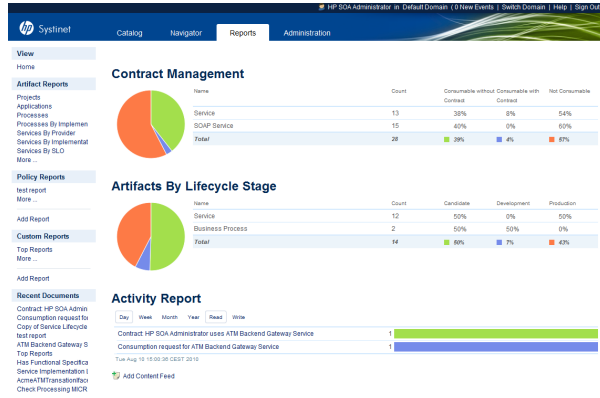 HP SOA Administrator in Default Domain ( 0 New Events | Switch Domain | Help | Sign Out
hp Systinet
Catalog Navigator Reports Administration
View
Home
Artifact Reports
Projects
Applications
Processes
Processes By Implemen
Services By Provider
Services By Implementat
Services By SLO
More ...
Policy Reports
test report
More ...
Add Report
Custom Reports
Top Reports
More ...
Add Report
Recent Documents
Contract: HP SOA Admin
Consumption request for
Copy of Service Lifecycle
test report
ATM Backend Gateway S
Top Reports
Has Functional Specifica
Service Implementation L
AcmeATMTransationIfacı
Check Processing MICR
Contract Management
Name Count Consumable without Contract Consumable with Contract Not Consumable
Service 13 38% 8% 54%
SOAP Service 15 40% 0% 60%
Total 28 39% 4% 57%
Artifacts By Lifecycle Stage
Name Count Candidate Development Production
Service 12 50% 0% 50%
Business Process 2 50% 50% 0%
Total 14 50% 7% 43%
Activity Report
Day Week Month Year Read Write
Contract: HP SOA Administrator uses ATM Backend Gateway Service 1
Consumption request for ATM Backend Gateway Service 1
Tue Aug 10 15:00:36 CEST 2010
Add Content Feed